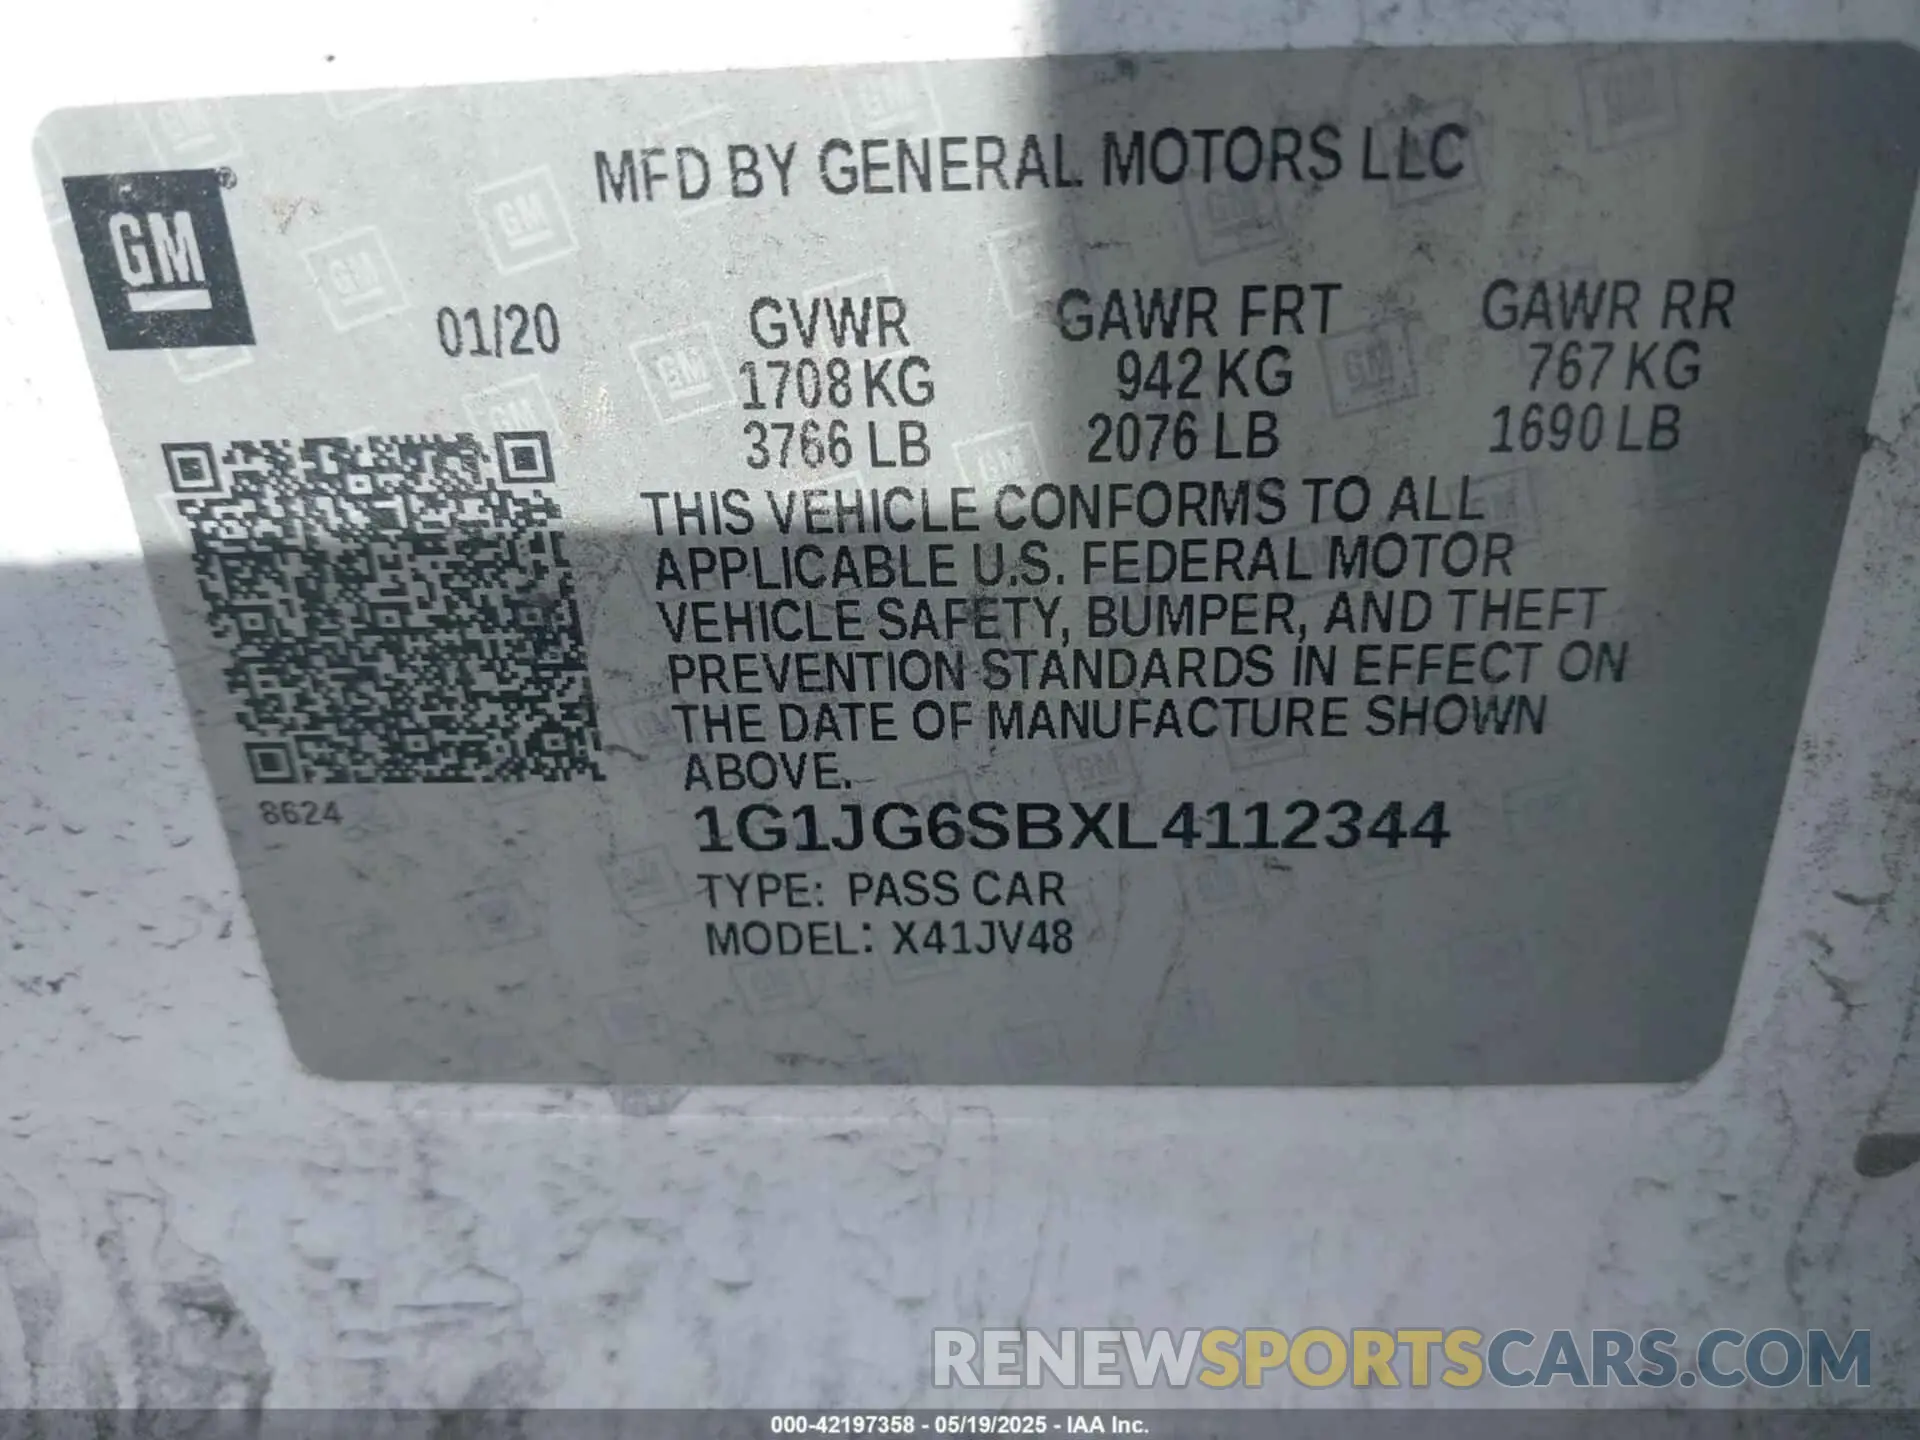 MFD BY GENERAL MOTORS LLC
GM
®
01/20
GVWR GAWR FRT GAWR RR
1708 KG 942 KG 767 KG
3766 LB 2076 LB 1690 LB
THIS VEHICLE CONFORMS TO ALL
APPLICABLE U.S. FEDERAL MOTOR
VEHICLE SAFETY, BUMPER, AND THEFT
PREVENTION STANDARDS IN EFFECT ON
THE DATE OF MANUFACTURE SHOWN
ABOVE.
8624
1G1JG6SBXL4112344
TYPE: PASS CAR
MODEL: X41JV48
RENEWSPORTSCARS.COM
000-42197358 - 05/19/2025 - IAA Inc.